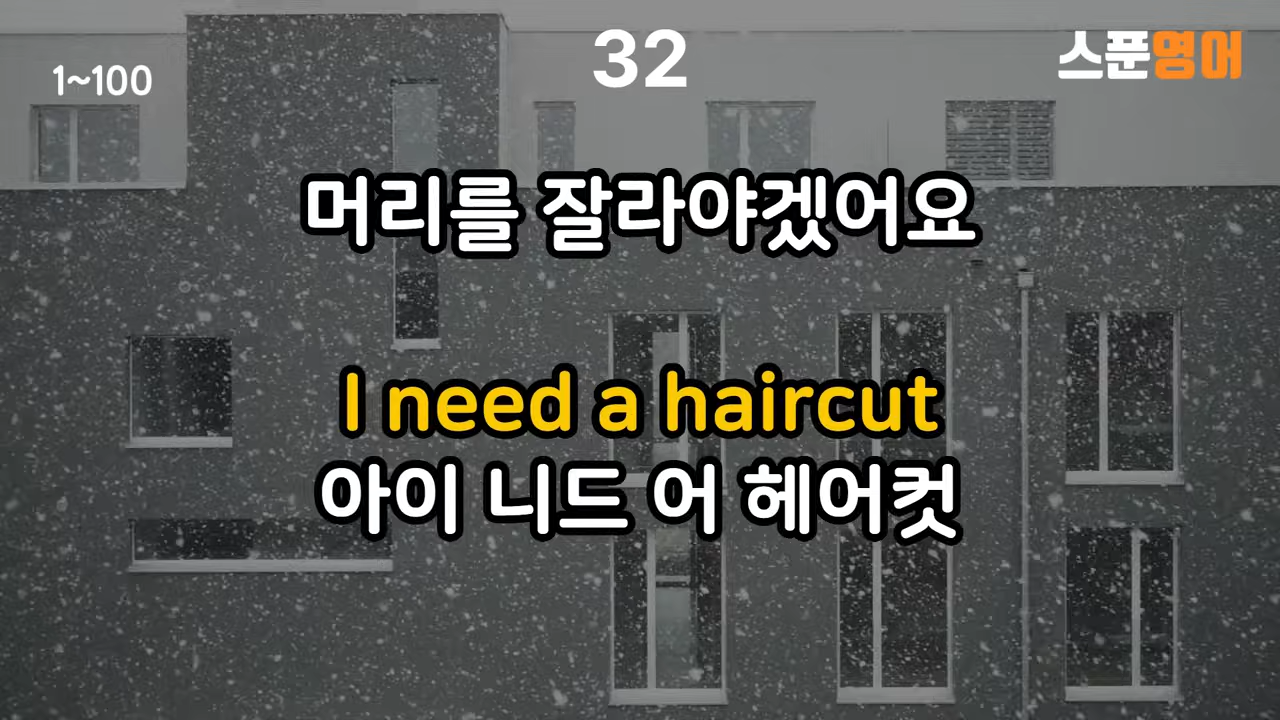 1~100
32
스푼영어
머리를 잘라야겠어요
I need a haircut
아이 니드 어 헤어컷